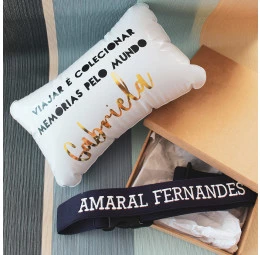 VIAJAR É COLECIONAR
MEMÓRIAS PELO MUNDO
Gabriela
AMARAL FERNANDES